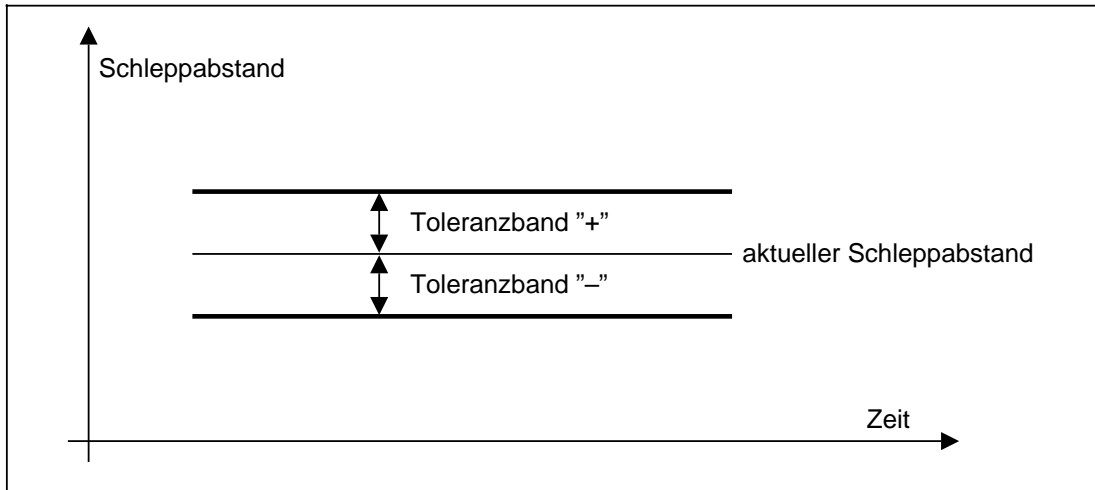 Schleppabstand
Toleranzband ”+”
aktueller Schleppabstand
Toleranzband ”–”
Zeit